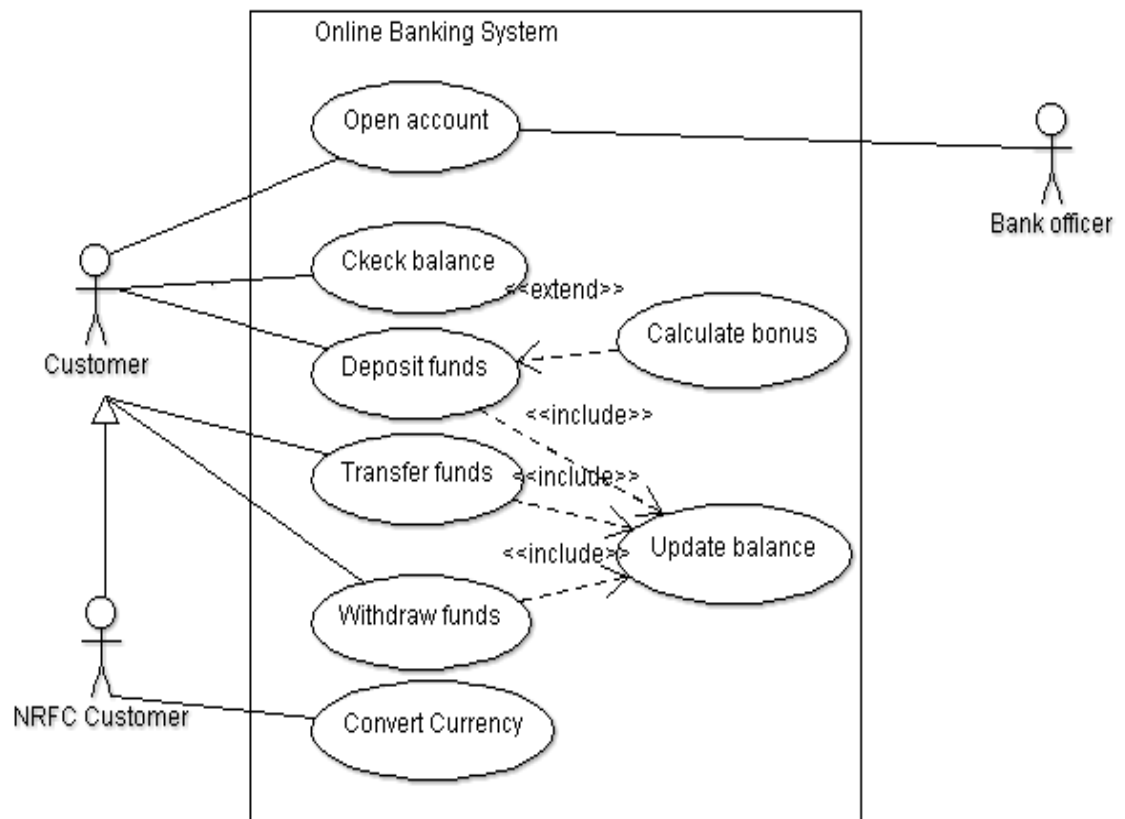 Online Banking System
Open account
Bank officer
Ckeck balance
<<extend>>
Calculate bonus
Customer
Deposit funds
<<include>>
Transfer funds
<<include>>
Update balance
<<include>>
Withdraw funds
NRFC Customer
Convert Currency